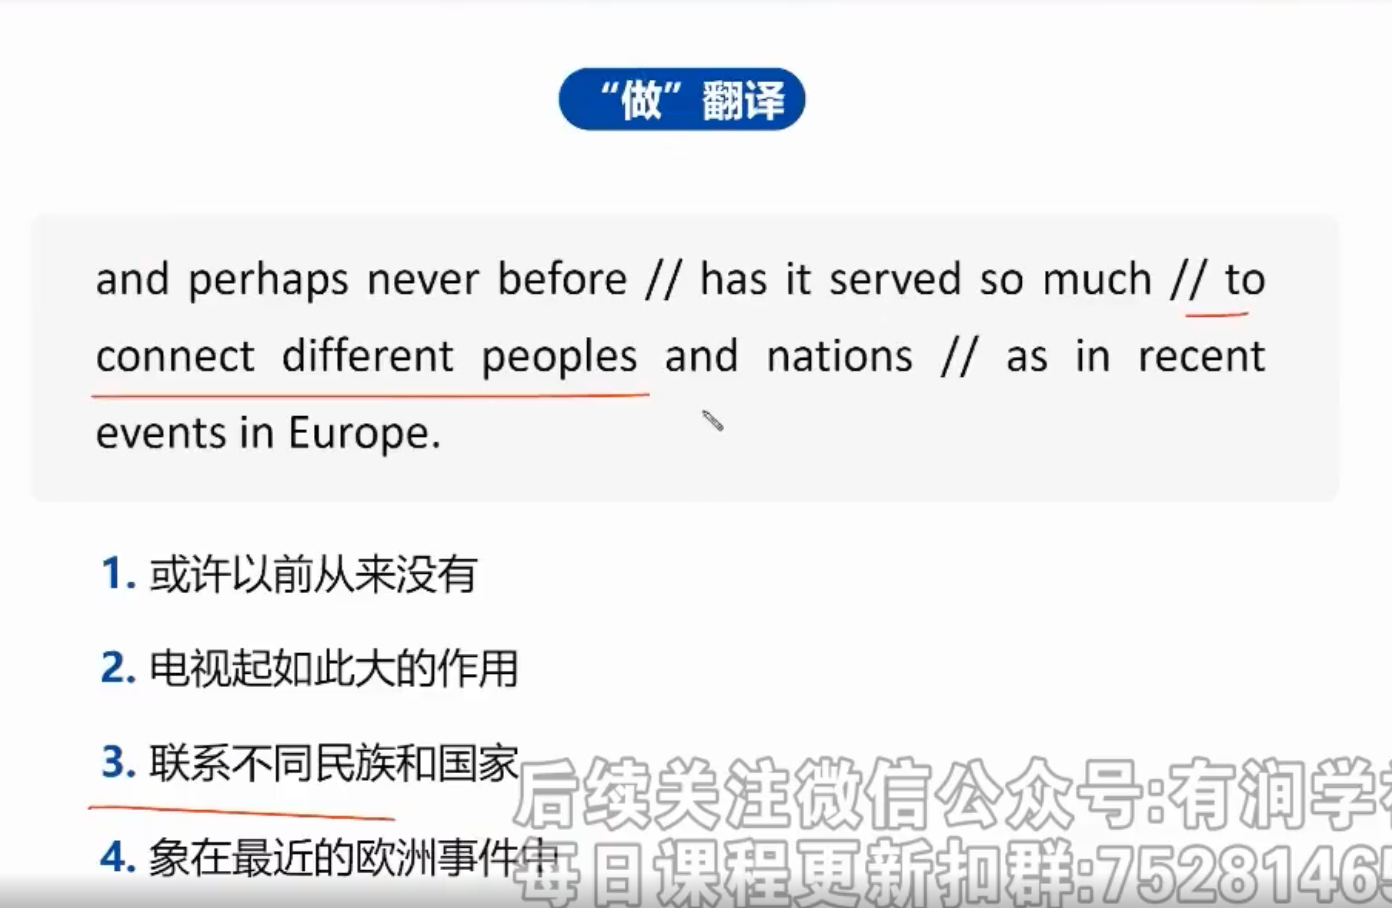 “做”翻译
and perhaps never before // has it served so much // to
connect different peoples and nations // as in recent
events in Europe.
1. 或许以前从来没有
2. 电视起如此大的作用
3. 联系不同民族和国家
4. 象在最近的欧洲事件中
后续关注微信公众号:有润学
每日课程更新扣群:7528146